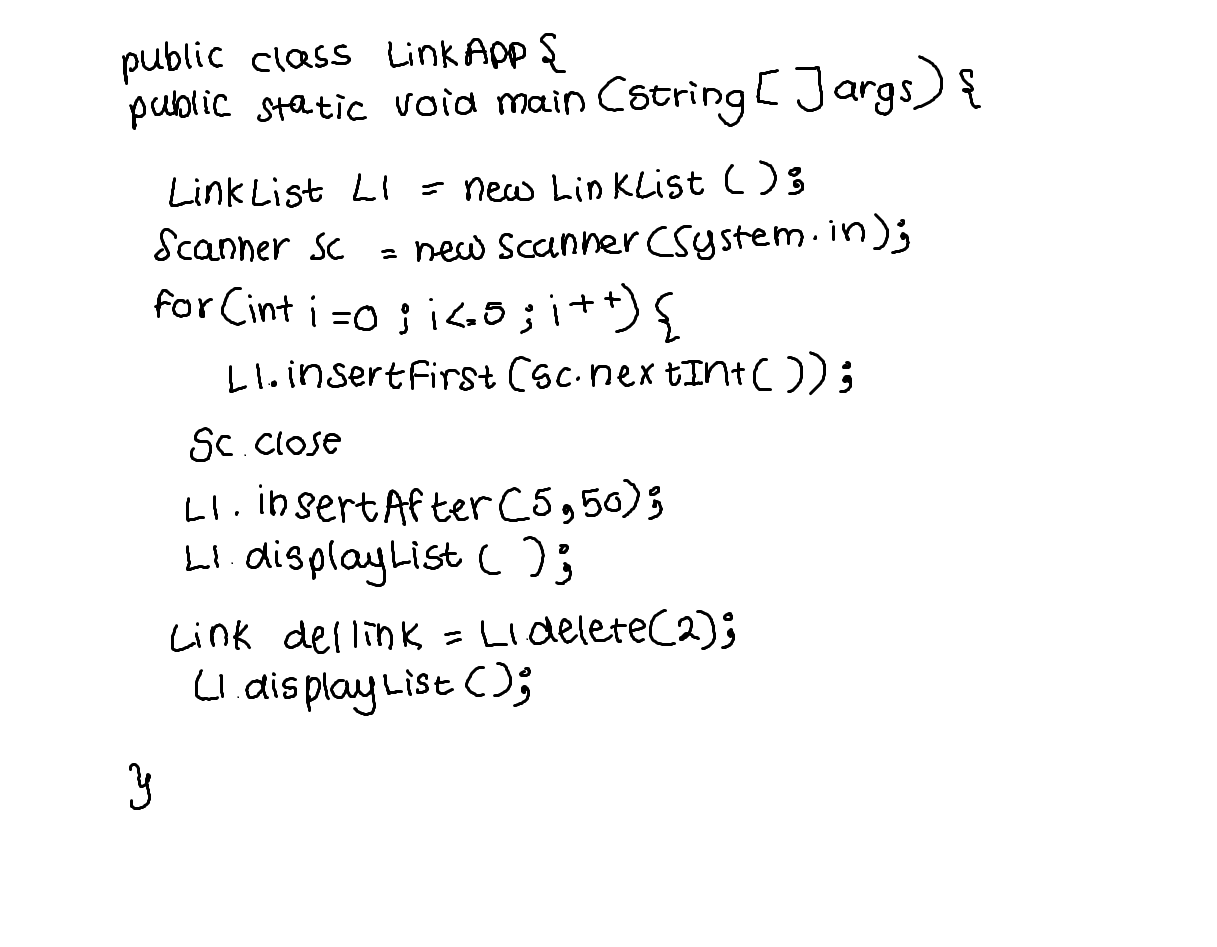 public class LinkApp {
public static void main (string [ ] args) {
LinkList L1 = new LinkList ( );
Scanner sc = new scanner (System.in);
for (int i =0 ; i<=5 ; i++) {
L1.insertFirst (sc.nextInt( )) ;
Sc.close
L1.insertAfter (5,50);
L1.displayList ( );
Link dellink = L1.delete(2);
L1.displayList ();
}